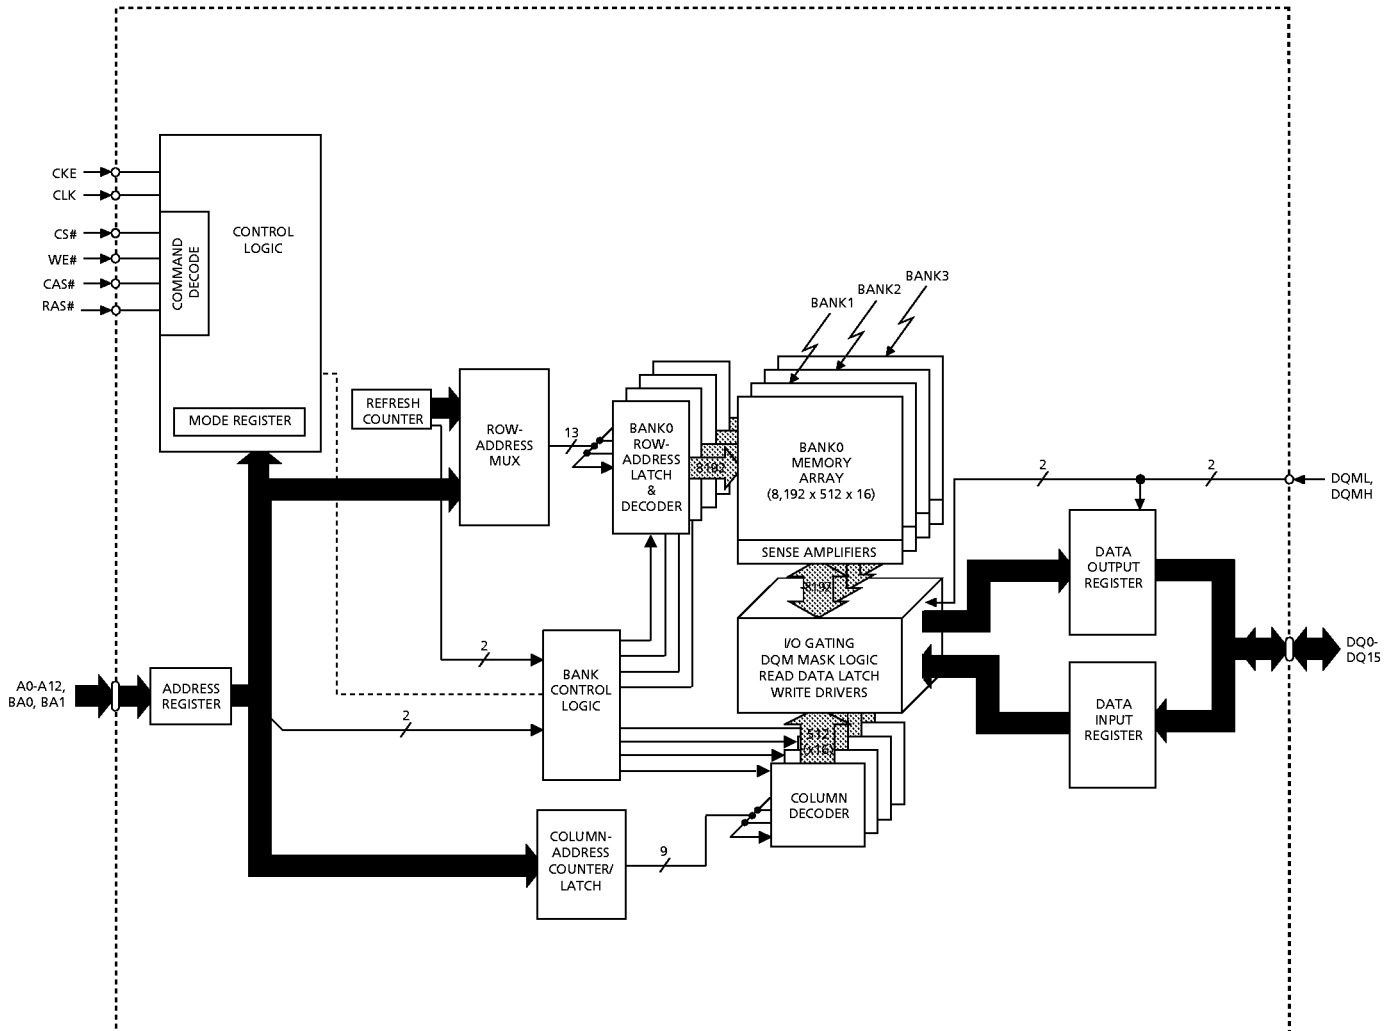 CKE
CLK
CS#
WE#
CAS#
RAS#
COMMAND
DECODE
CONTROL
LOGIC
MODE REGISTER
REFRESH
COUNTER
ROW-
ADDRESS
MUX
13
BANK0
ROW-
ADDRESS
LATCH
&
DECODER
8192
BANK1
BANK2
BANK3
BANK0
MEMORY
ARRAY
(8,192 x 512 x 16)
SENSE AMPLIFIERS
8192
I/O GATING
DQM MASK LOGIC
READ DATA LATCH
WRITE DRIVERS
2
2
DQML,
DQMH
DATA
OUTPUT
REGISTER
DATA
INPUT
REGISTER
DQ0-
DQ15
A0-A12,
BA0, BA1
ADDRESS
REGISTER
2
2
BANK
CONTROL
LOGIC
512
(x16)
COLUMN
DECODER
COLUMN-
ADDRESS
COUNTER/
LATCH
9